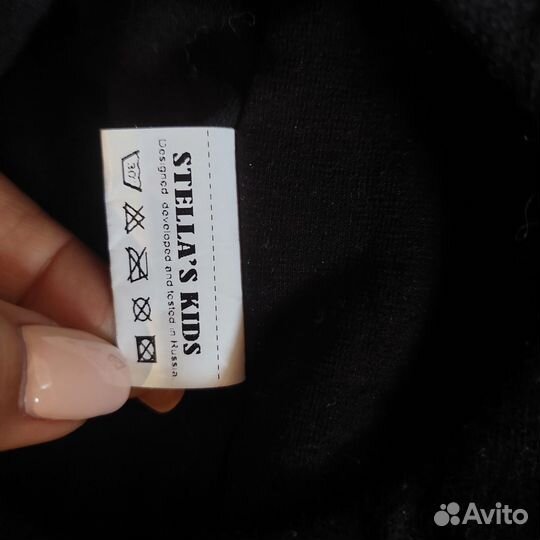 STELLA'S KIDS
Designed, developed and tested in Russia
30°
Avito